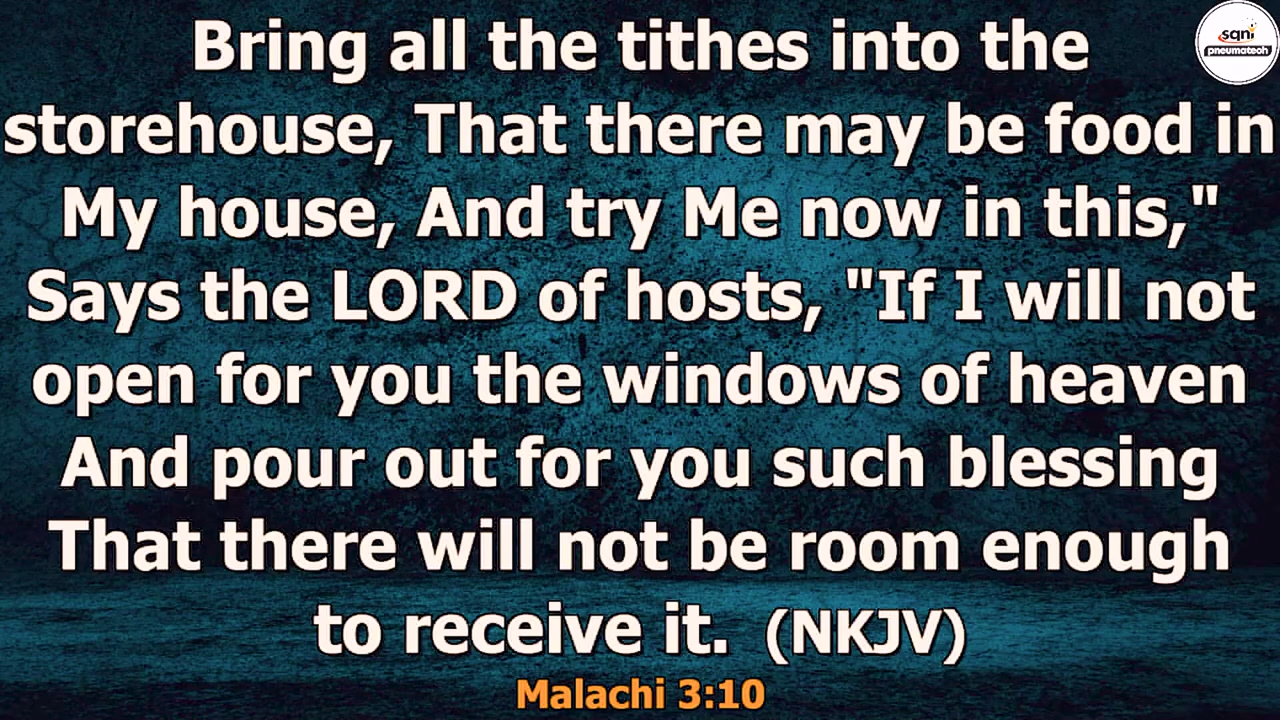 Bring all the tithes into the
storehouse, That there may be food in
My house, And try Me now in this,"
Says the LORD of hosts, "If I will not
open for you the windows of heaven
And pour out for you such blessing
That there will not be room enough
to receive it. (NKJV)
Malachi 3:10
sqni
pneumatech